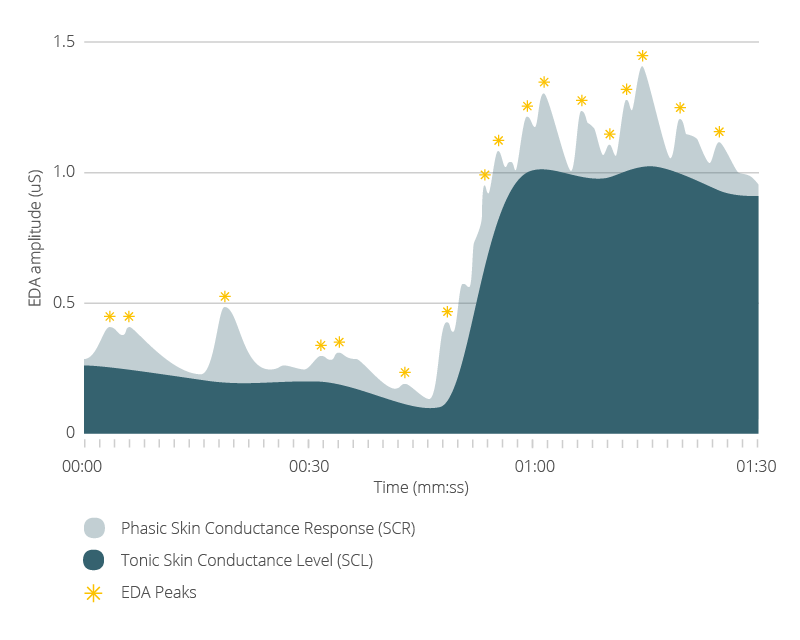 1.5
1.0
0.5
0
EDA amplitude (uS)
00:00 00:30 01:00 01:30
Time (mm:ss)
Phasic Skin Conductance Response (SCR)
Tonic Skin Conductance Level (SCL)
EDA Peaks